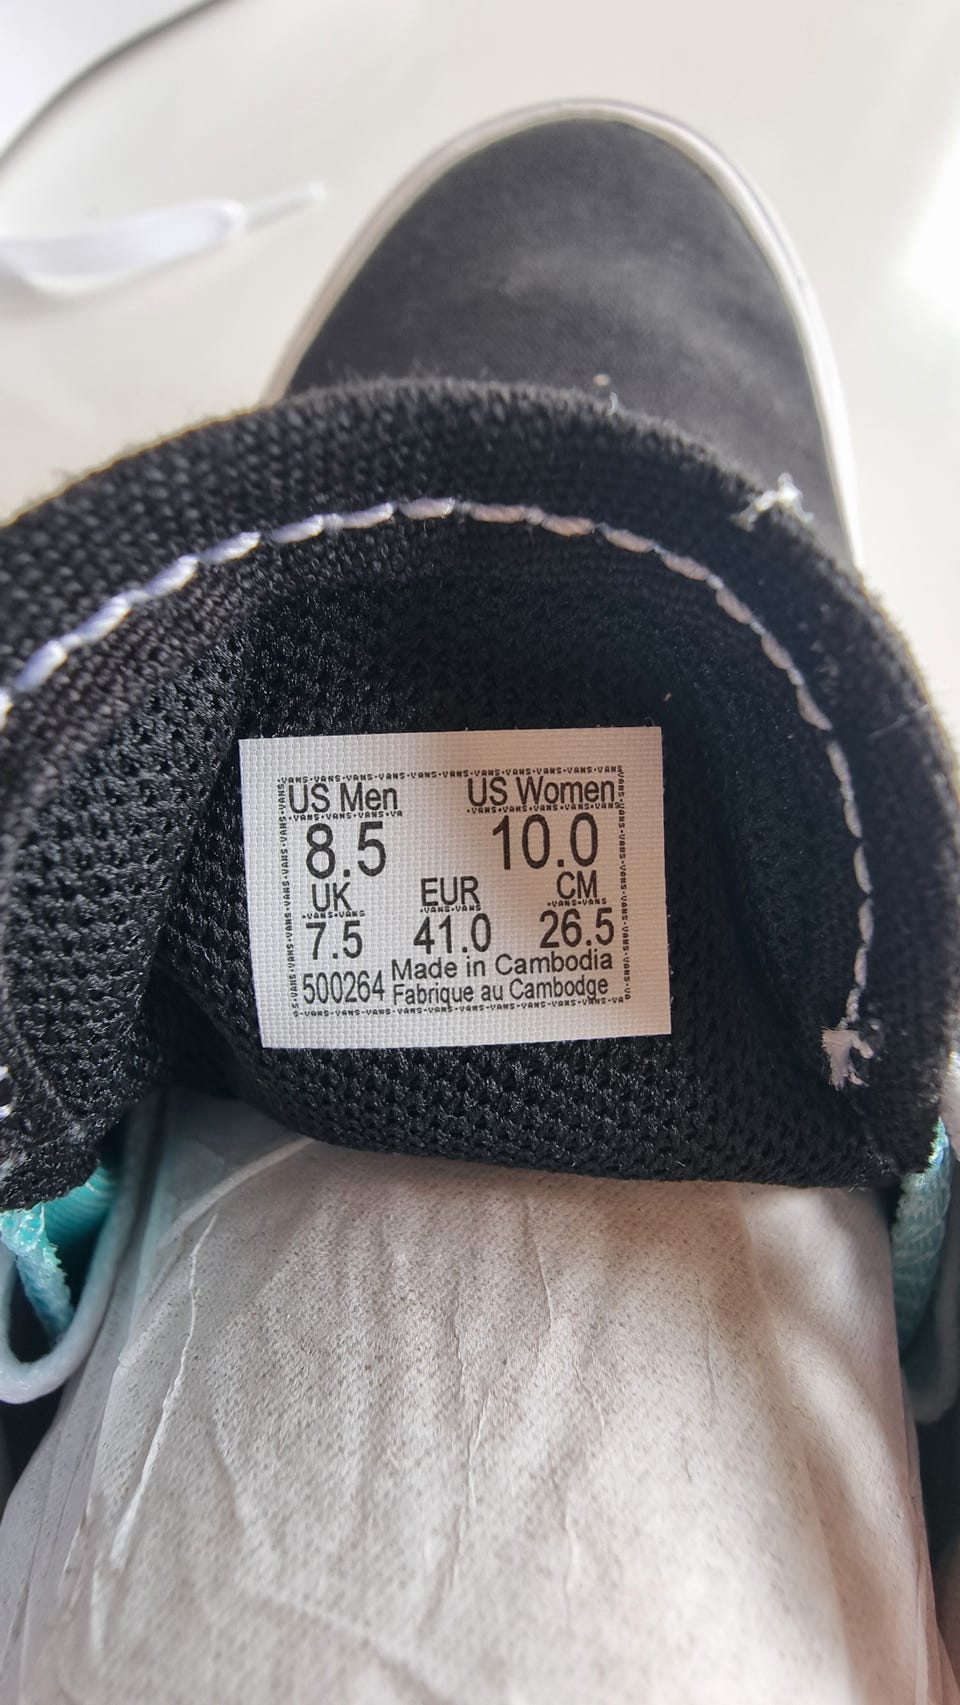 US Men US Women
8.5 10.0
UK EUR CM
7.5 41.0 26.5
500264 Made in Cambodia
Fabrique au Cambodge